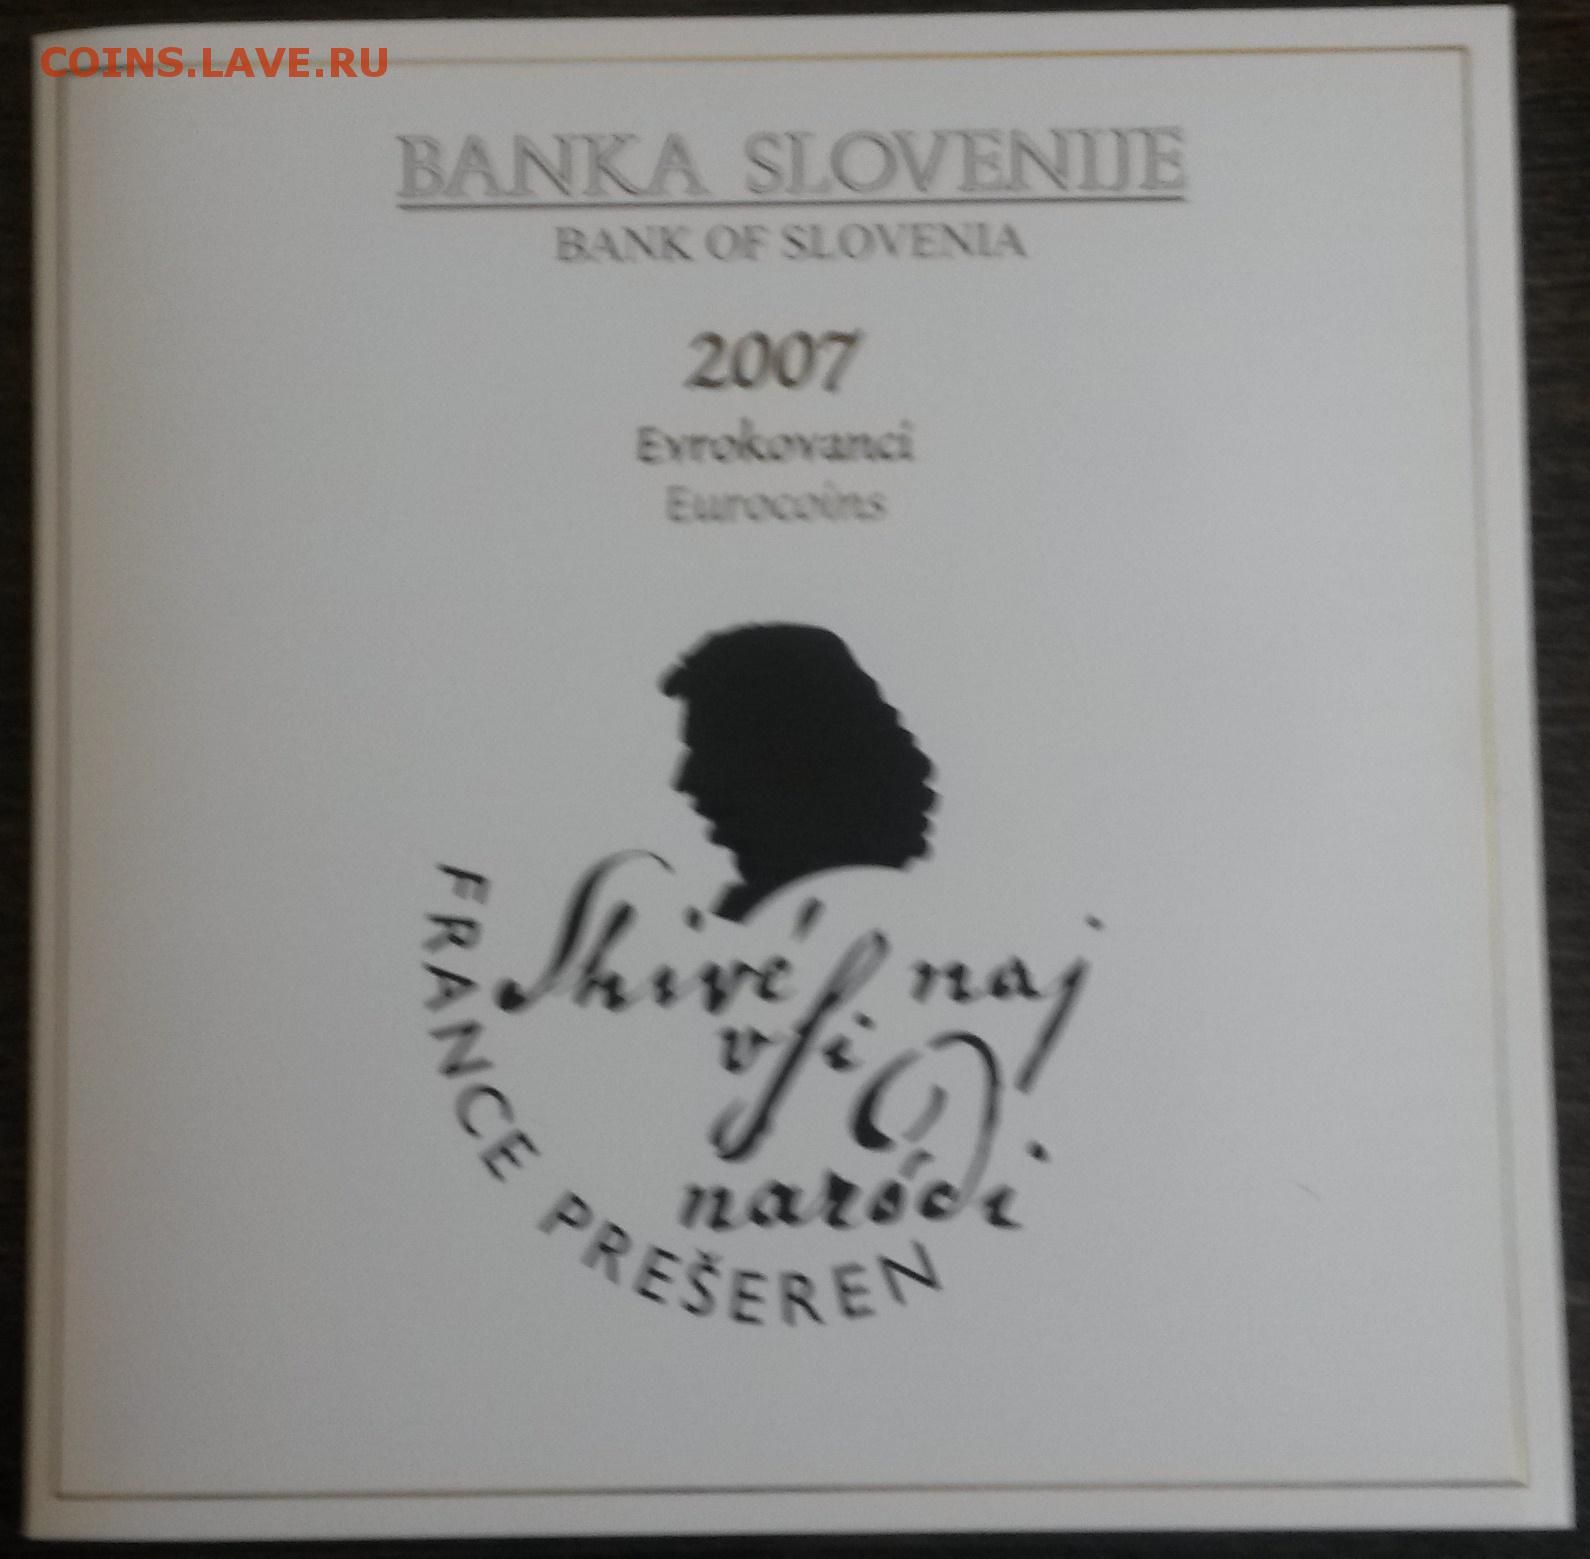 COINS.LAVE.RU
BANKA SLOVENIJE
BANK OF SLOVENIA
2007
Evrokovanci
Eurocoins
Shivé naj
vſi
naródi
FRANCE PREŠEREN